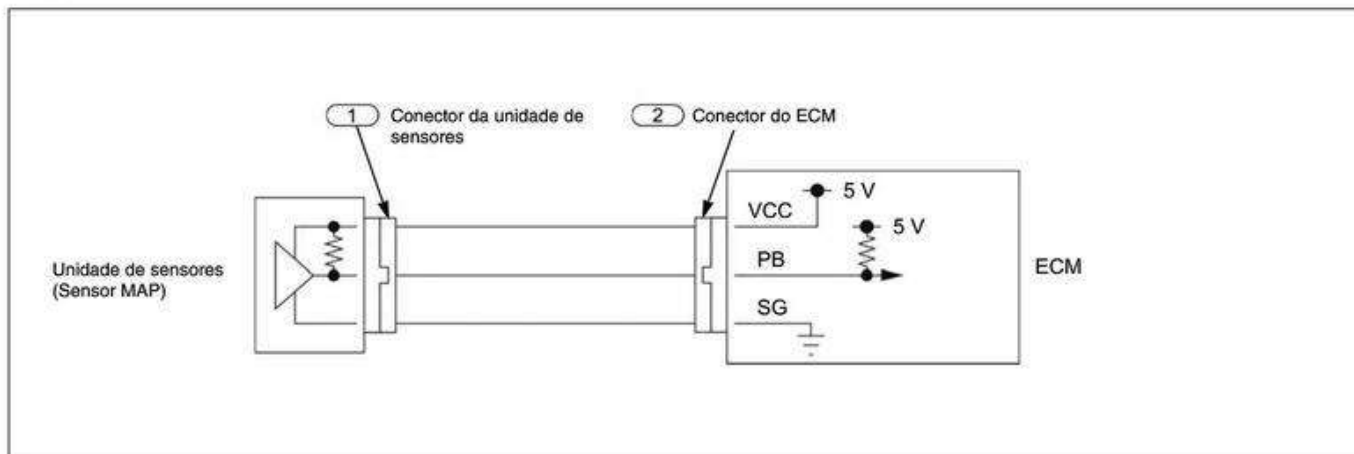 1 Conector da unidade de
sensores
2 Conector do ECM
5 V
VCC
5 V
PB
SG
ECM
Unidade de sensores
(Sensor MAP)